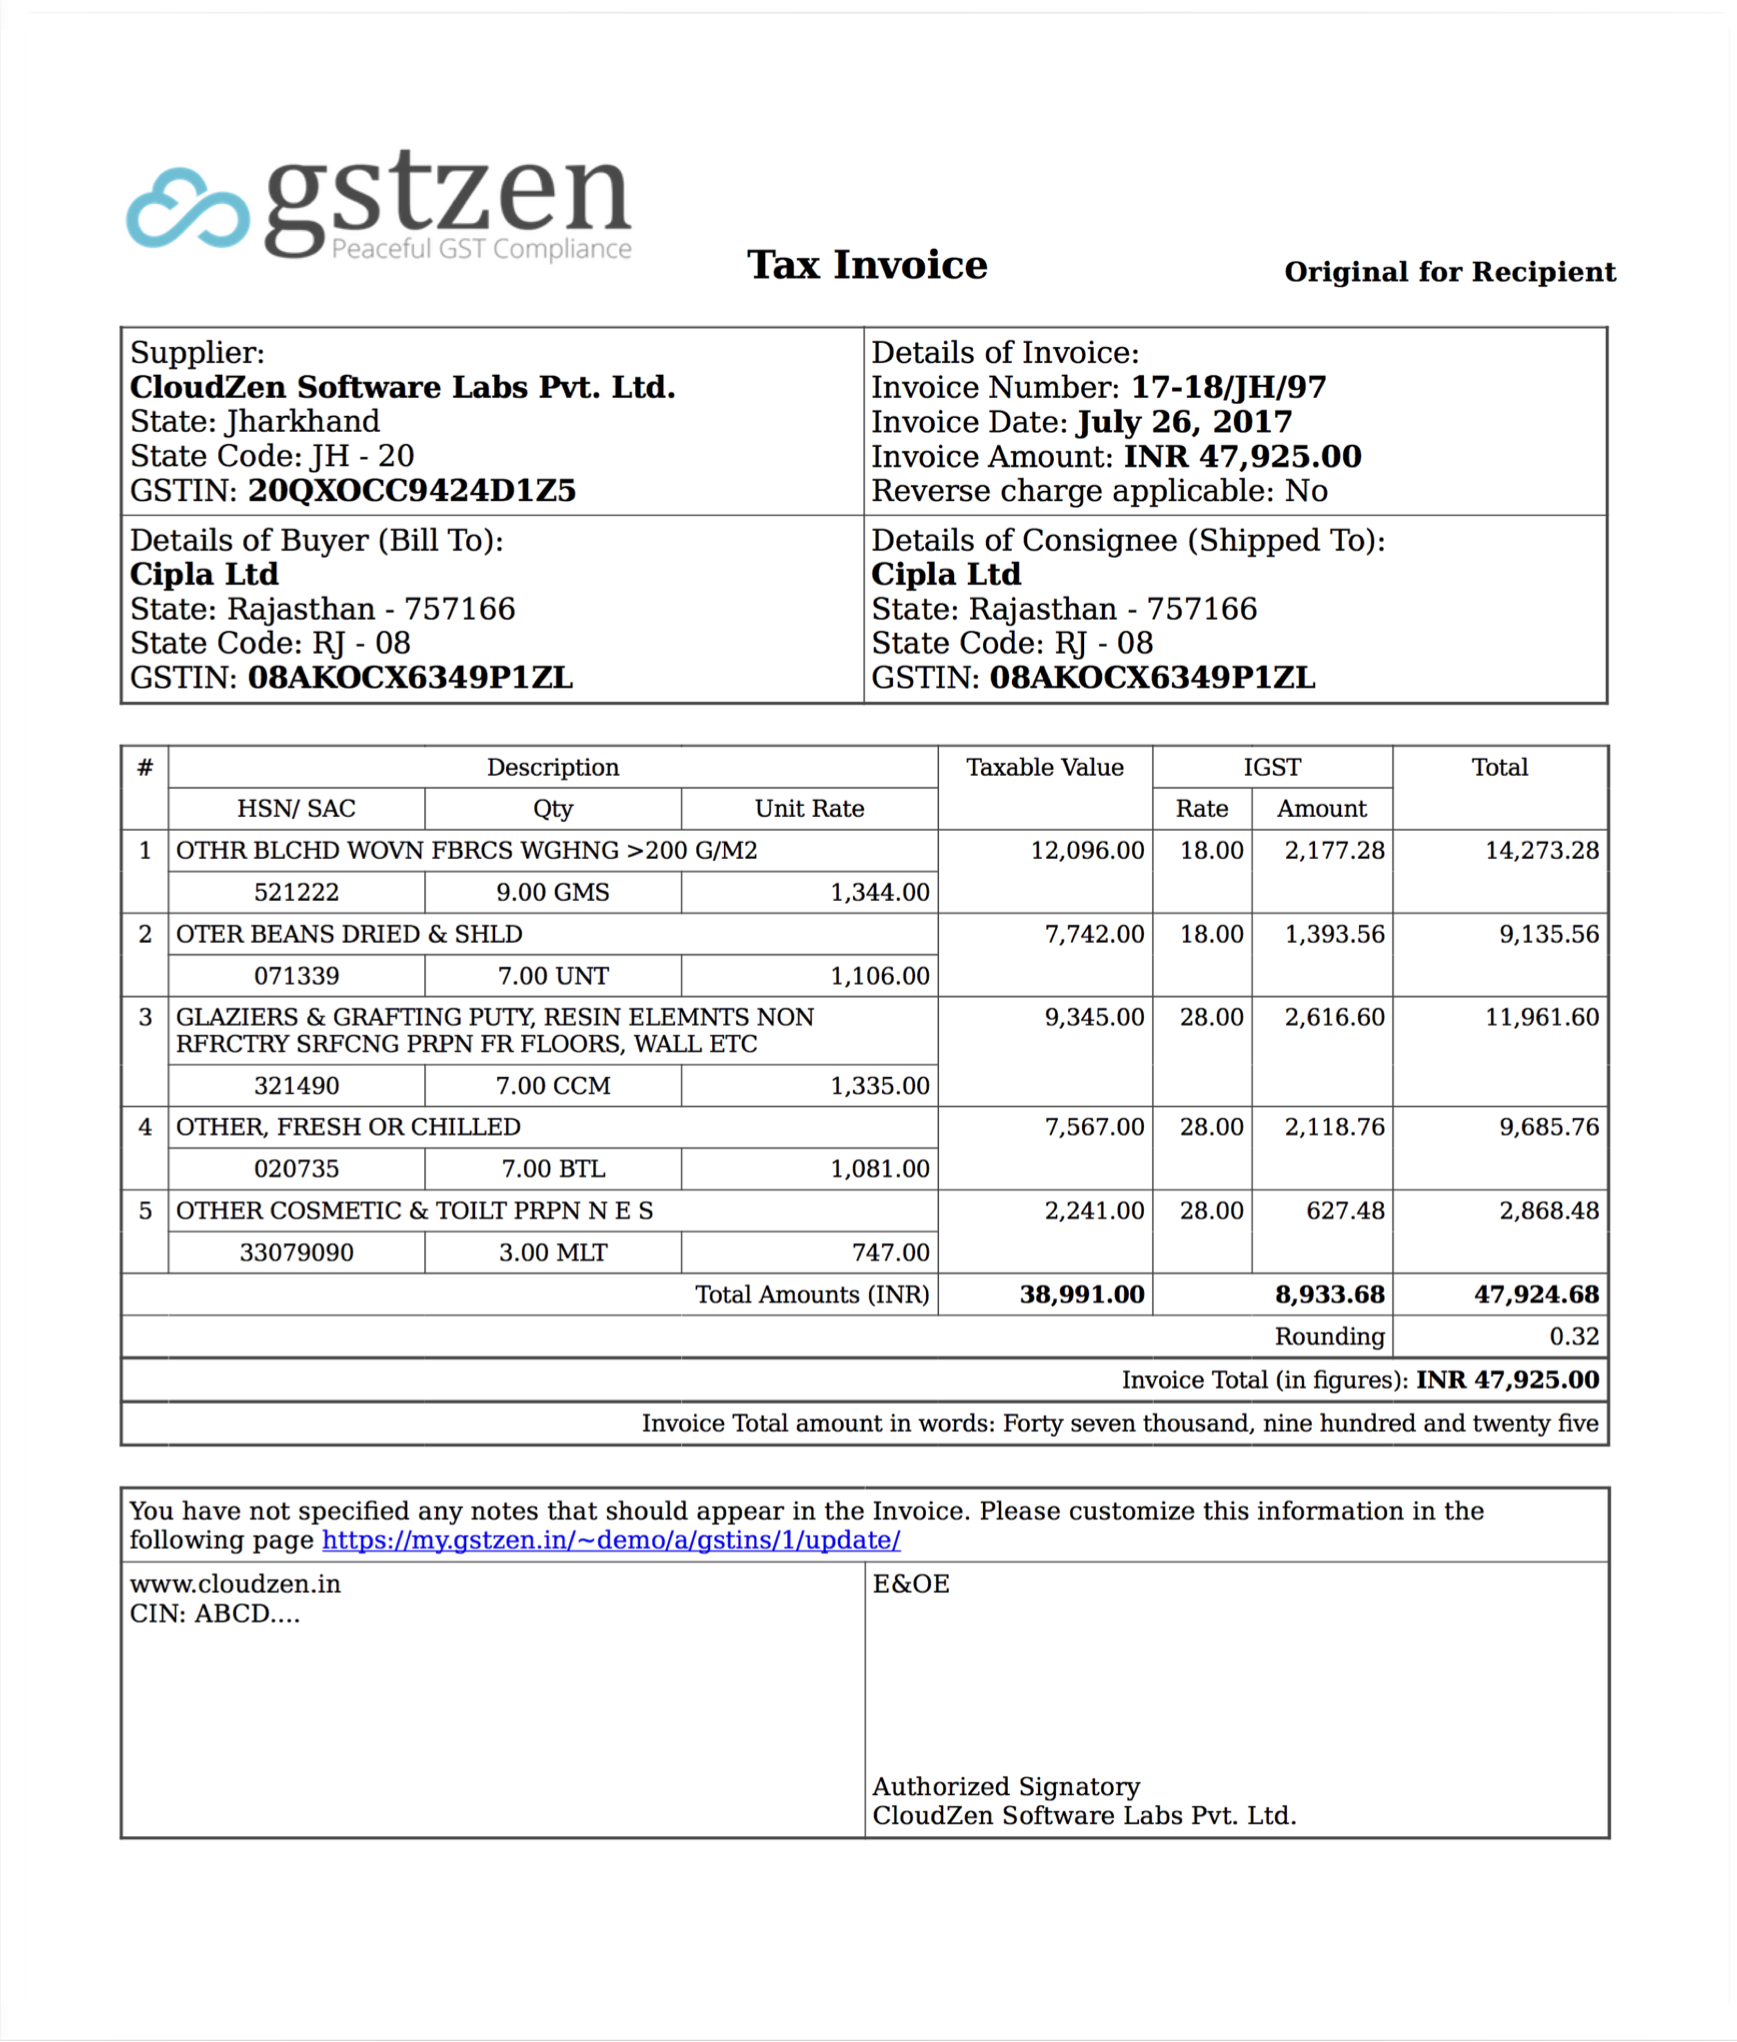 gstzen
Peaceful GST Compliance
Tax Invoice
Original for Recipient
Supplier:
CloudZen Software Labs Pvt. Ltd.
State: Jharkhand
State Code: JH - 20
GSTIN: 20QXOCC9424D1Z5
Details of Invoice:
Invoice Number: 17-18/JH/97
Invoice Date: July 26, 2017
Invoice Amount: INR 47,925.00
Reverse charge applicable: No
Details of Buyer (Bill To):
Cipla Ltd
State: Rajasthan - 757166
State Code: RJ - 08
GSTIN: 08AKOCX6349P1ZL
Details of Consignee (Shipped To):
Cipla Ltd
State: Rajasthan - 757166
State Code: RJ - 08
GSTIN: 08AKOCX6349P1ZL
# Description Taxable Value IGST Total
HSN/ SAC Qty Unit Rate Rate Amount
1 OTHR BLCHD WOVN FBRCS WGHNG >200 G/M2 12,096.00 18.00 2,177.28 14,273.28
521222 9.00 GMS 1,344.00
2 OTER BEANS DRIED & SHLD 7,742.00 18.00 1,393.56 9,135.56
071339 7.00 UNT 1,106.00
3 GLAZIERS & GRAFTING PUTY, RESIN ELEMNTS NON 9,345.00 28.00 2,616.60 11,961.60
RFRCTRY SRFCNG PRPN FR FLOORS, WALL ETC
321490 7.00 CCM 1,335.00
4 OTHER, FRESH OR CHILLED 7,567.00 28.00 2,118.76 9,685.76
020735 7.00 BTL 1,081.00
5 OTHER COSMETIC & TOILT PRPN N E S 2,241.00 28.00 627.48 2,868.48
33079090 3.00 MLT 747.00
Total Amounts (INR) 38,991.00 8,933.68 47,924.68
Rounding 0.32
Invoice Total (in figures): INR 47,925.00
Invoice Total amount in words: Forty seven thousand, nine hundred and twenty five
You have not specified any notes that should appear in the Invoice. Please customize this information in the
following page https://my.gstzen.in/~demo/a/gstins/1/update/
www.cloudzen.in
CIN: ABCD....
E&OE
Authorized Signatory
CloudZen Software Labs Pvt. Ltd.